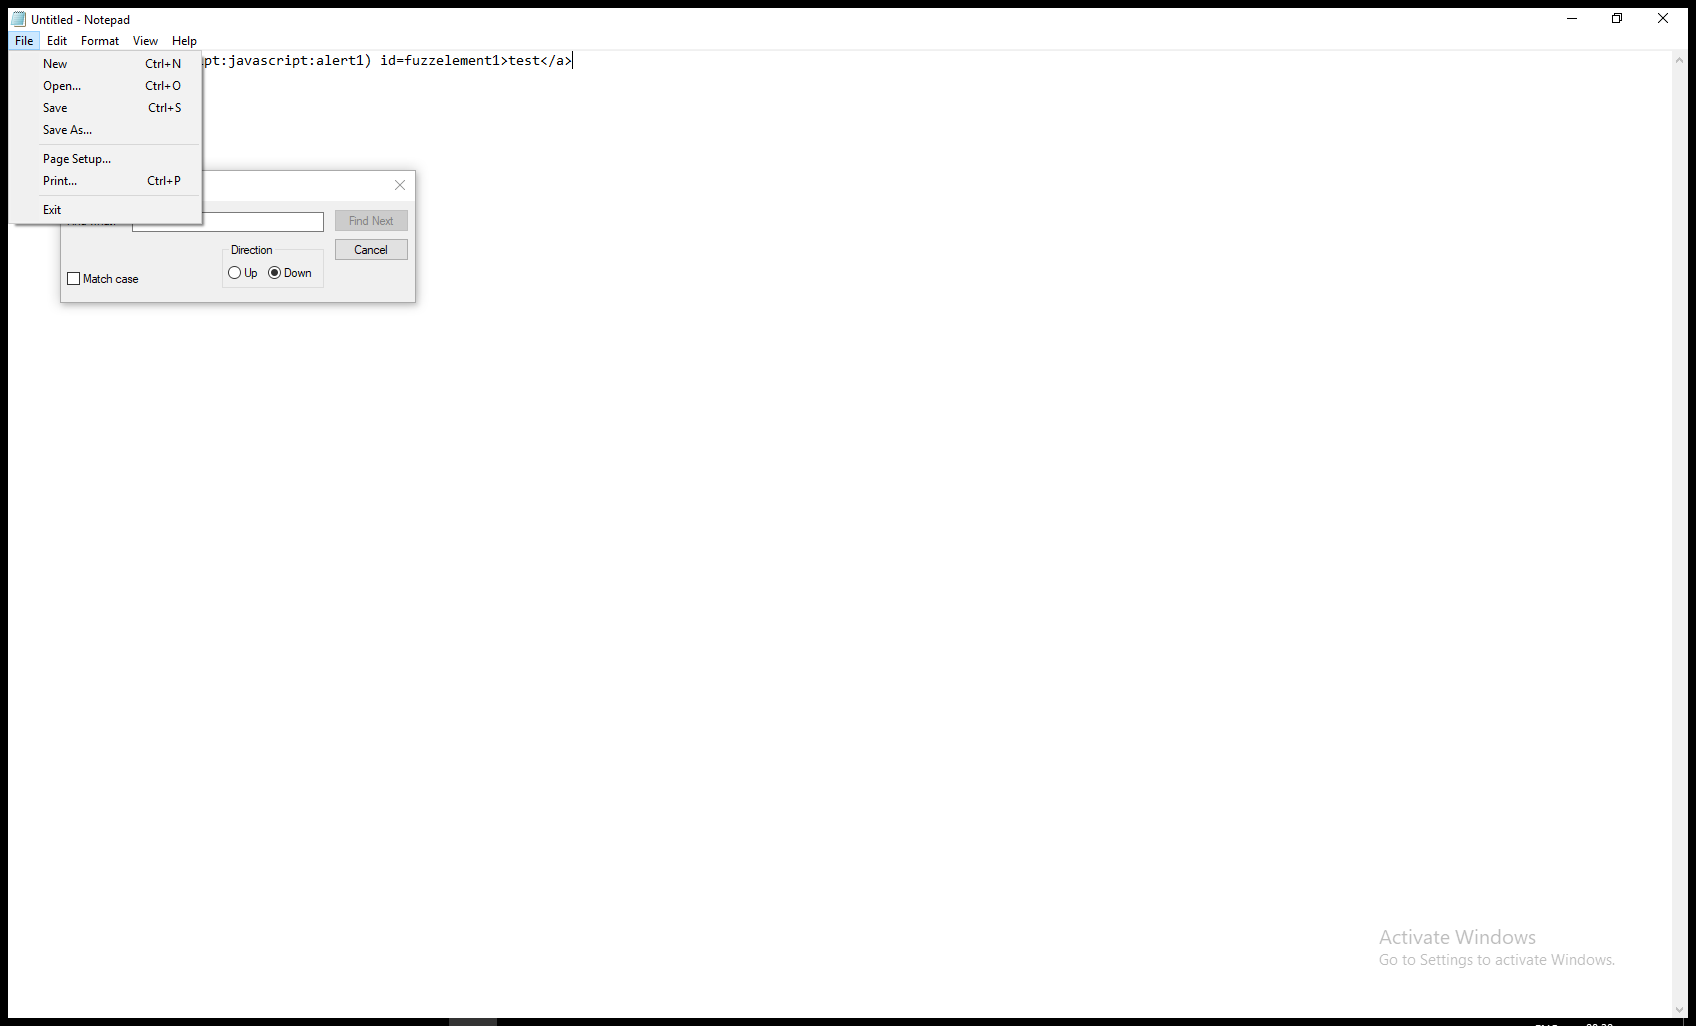 Untitled - Notepad
File Edit Format View Help
pt:javascript:alert1) id=fuzzelement1>test</a>
New Ctrl+N
Open... Ctrl+O
Save Ctrl+S
Save As...
Page Setup...
Print... Ctrl+P
Exit
Find Next
Direction
Cancel
Up Down
Match case
Activate Windows
Go to Settings to activate Windows.